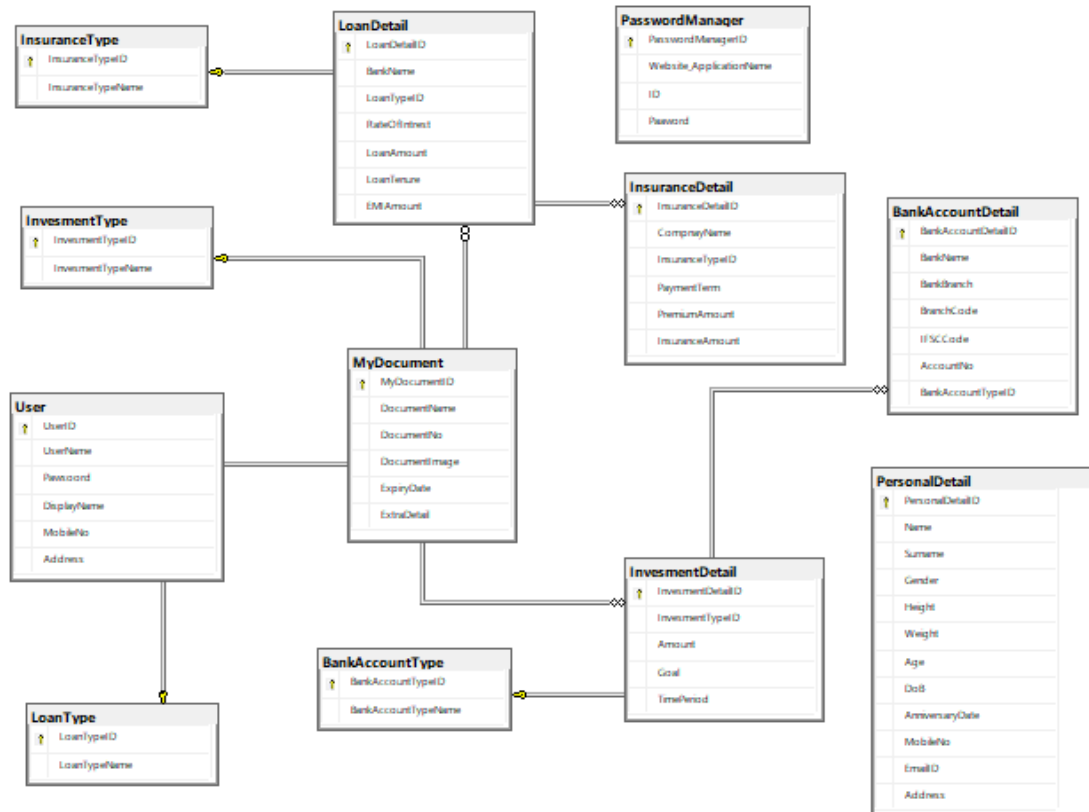 InsuranceType
InsuranceTypeID
InsuranceTypeName
LoanDetail
LoanDetailID
BankName
LoanTypeID
RateOfIntrest
LoanAmount
LoanTenure
EMIAmount
PasswordManager
PasswordManagerID
Website_ApplicationName
ID
Password
InvesmentType
InvesmentTypeID
InvesmentTypeName
InsuranceDetail
InsuranceDetailID
CompnayName
InsuranceTypeID
PaymentTerm
PremiumAmount
InsuranceAmount
BankAccountDetail
BankAccountDetailID
BankName
BankBranch
BranchCode
IFSCCode
AccountNo
BankAccountTypeID
MyDocument
MyDocumentID
DocumentName
DocumentNo
DocumentImage
ExpiryDate
ExtraDetail
User
UserID
UserName
DisplayName
MobileNo
Address
PersonalDetail
PersonalDetailID
Name
Surname
Gender
Height
Weight
Age
DoB
AnniversaryDate
MobileNo
EmailID
Address
InvesmentDetail
InvesmentDetailID
InvesmentTypeID
Amount
Goal
TimePeriod
BankAccountType
BankAccountTypeID
BankAccountTypeName
LoanType
LoanTypeID
LoanTypeName